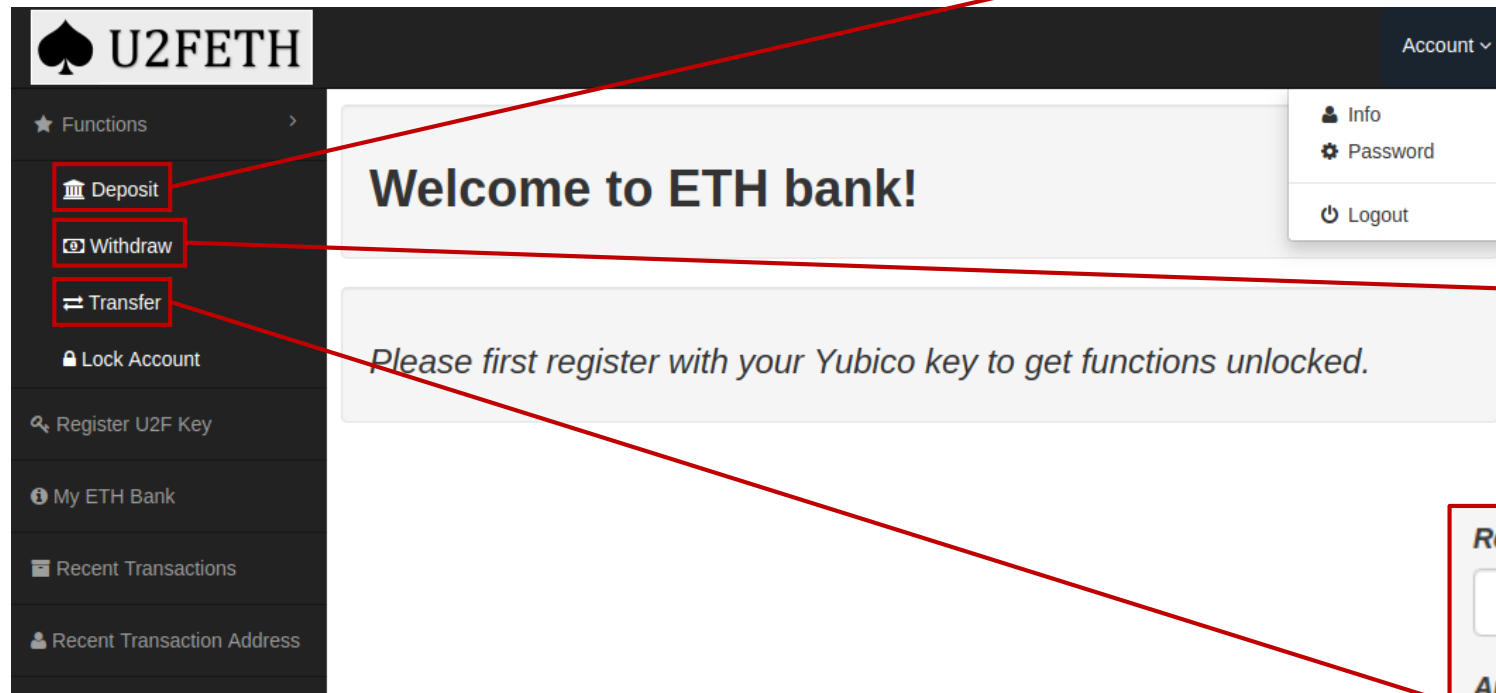 U2FETH
Account
Functions
Deposit
Withdraw
Transfer
Lock Account
Register U2F Key
My ETH Bank
Recent Transactions
Recent Transaction Address
Info
Password
Logout
Welcome to ETH bank!
Please first register with your Yubico key to get functions unlocked.